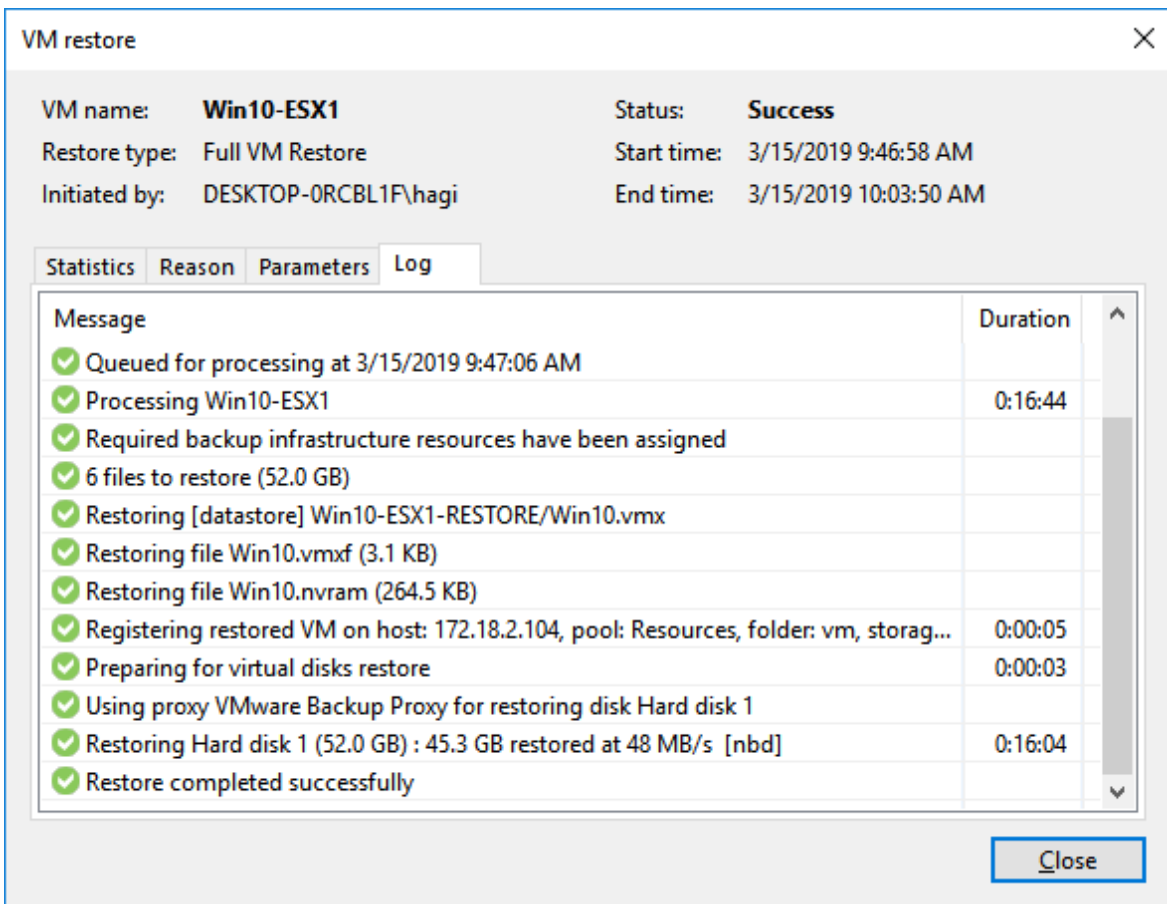 VM restore
VM name: Win10-ESX1 Status: Success
Restore type: Full VM Restore Start time: 3/15/2019 9:46:58 AM
Initiated by: DESKTOP-0RCBL1F\hagi End time: 3/15/2019 10:03:50 AM
Statistics Reason Parameters Log
Message Duration
Queued for processing at 3/15/2019 9:47:06 AM
Processing Win10-ESX1 0:16:44
Required backup infrastructure resources have been assigned
6 files to restore (52.0 GB)
Restoring [datastore] Win10-ESX1-RESTORE/Win10.vmx
Restoring file Win10.vmxf (3.1 KB)
Restoring file Win10.nvram (264.5 KB)
Registering restored VM on host: 172.18.2.104, pool: Resources, folder: vm, storag... 0:00:05
Preparing for virtual disks restore 0:00:03
Using proxy VMware Backup Proxy for restoring disk Hard disk 1
Restoring Hard disk 1 (52.0 GB) : 45.3 GB restored at 48 MB/s [nbd] 0:16:04
Restore completed successfully
Close